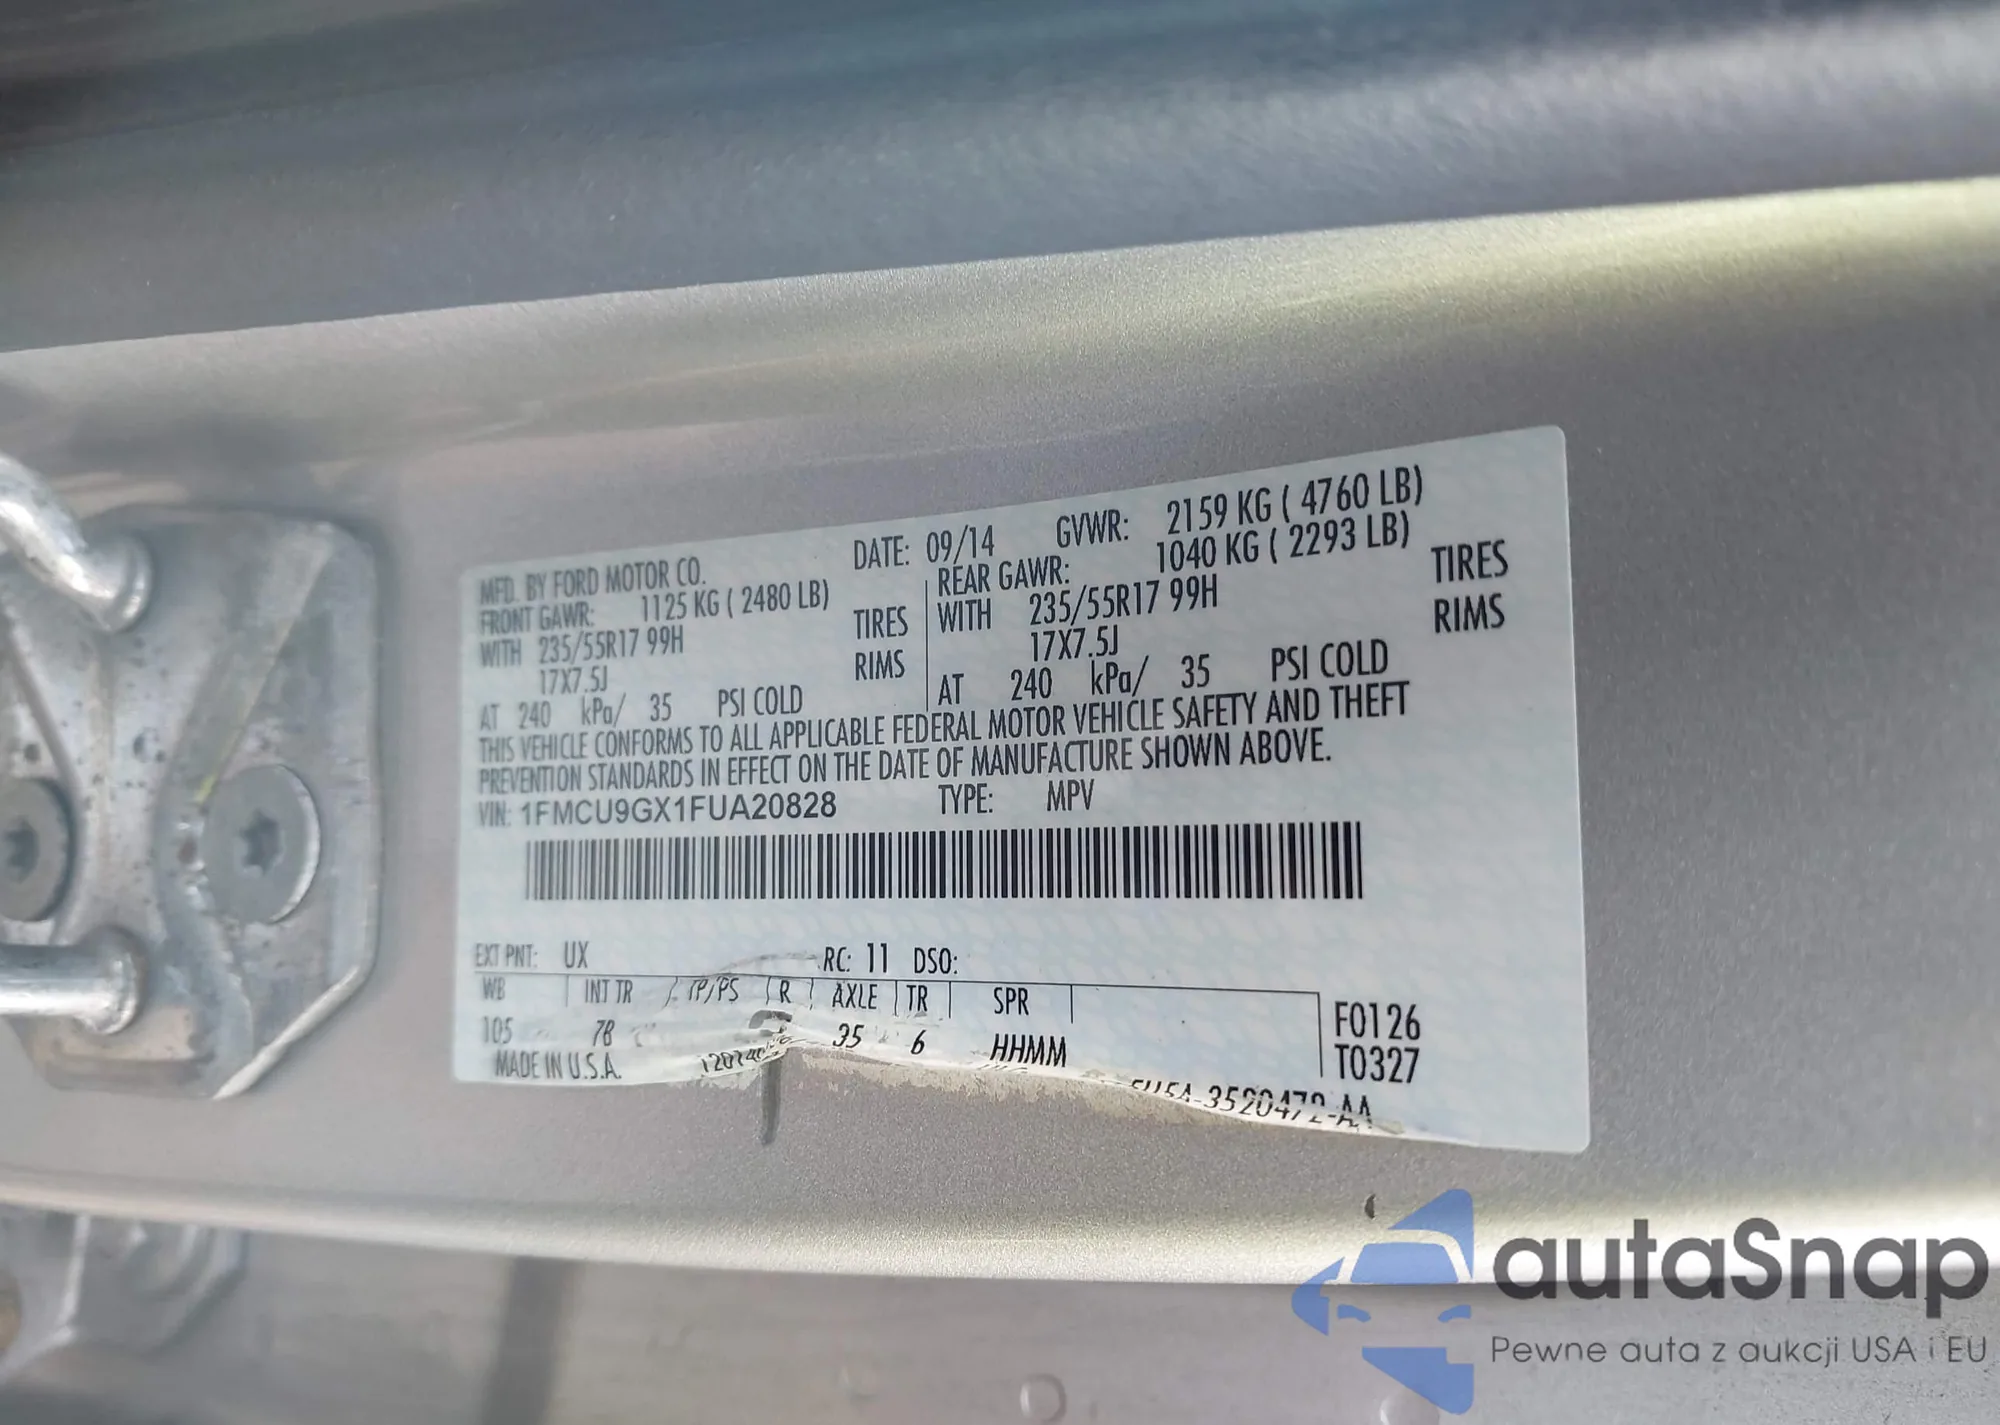 MFD. BY FORD MOTOR CO. DATE: 09/14 GVWR: 2159 KG ( 4760 LB)
FRONT GAWR: 1125 KG ( 2480 LB) REAR GAWR: 1040 KG ( 2293 LB)
WITH 235/55R17 99H TIRES WITH 235/55R17 99H TIRES
17X7.5J RIMS 17X7.5J RIMS
AT 240 kPa/ 35 PSI COLD AT 240 kPa/ 35 PSI COLD
THIS VEHICLE CONFORMS TO ALL APPLICABLE FEDERAL MOTOR VEHICLE SAFETY AND THEFT
PREVENTION STANDARDS IN EFFECT ON THE DATE OF MANUFACTURE SHOWN ABOVE.
VIN: 1FMCU9GX1FUA20828 TYPE: MPV
EXT PNT: UX RC: 11 DSO:
WB INT TR TP/PS R AXLE TR SPR F0126
105 7B 35 6 HHMM T0327
MADE IN U.S.A.
autaSnap
Pewne auta z aukcji USA i EU